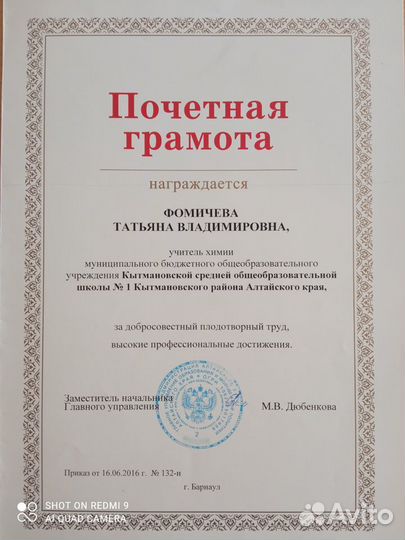 Почетная
грамота
награждается
ФОМИЧЕВА
ТАТЬЯНА ВЛАДИМИРОВНА,
учитель химии
муниципального бюджетного общеобразовательного
учреждения Кытмановской средней общеобразовательной
школы № 1 Кытмановского района Алтайского края,
за добросовестный плодотворный труд,
высокие профессиональные достижения.
Заместитель начальника
Главного управления М.В. Дюбенкова
Приказ от 16.06.2016 г. № 132-н
г. Барнаул
SHOT ON REDMI 9
AI QUAD CAMERA
Avito